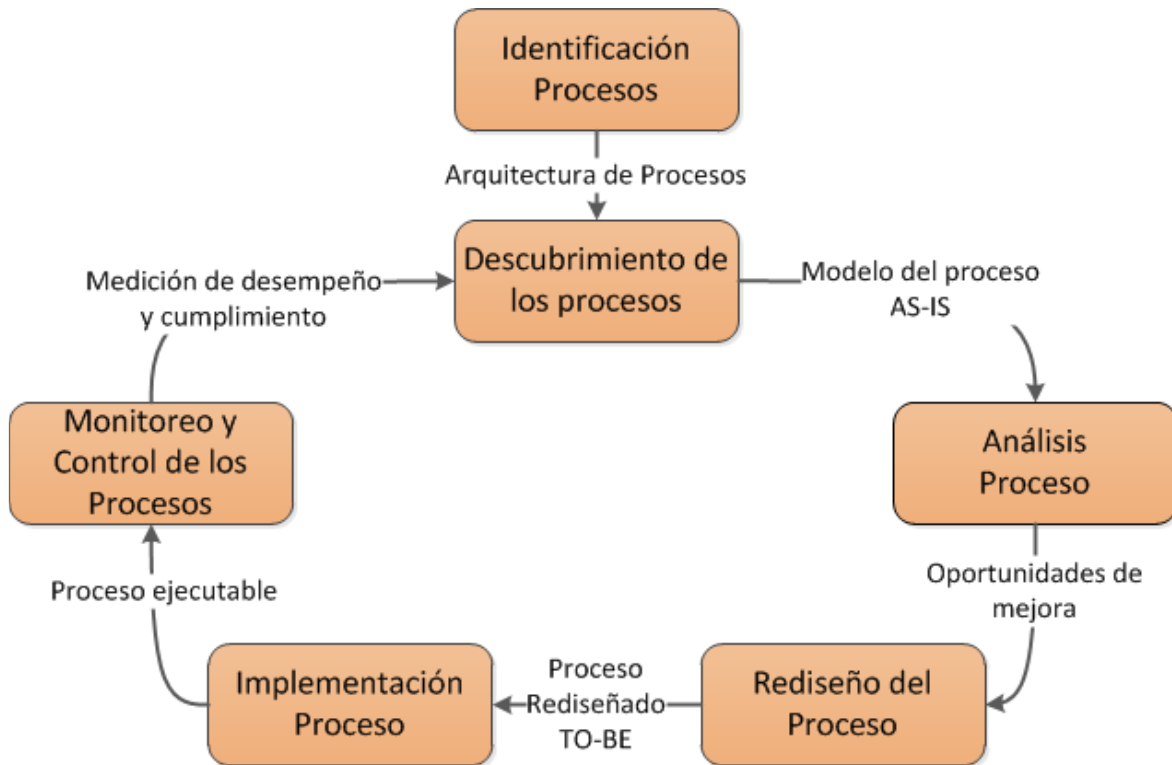 Identificación
Procesos
Arquitectura de Procesos
Descubrimiento de
los procesos
Modelo del proceso
AS-IS
Análisis
Proceso
Oportunidades de
mejora
Rediseño del
Proceso
Proceso
Rediseñado
TO-BE
Implementación
Proceso
Proceso ejecutable
Monitoreo y
Control de los
Procesos
Medición de desempeño
y cumplimiento